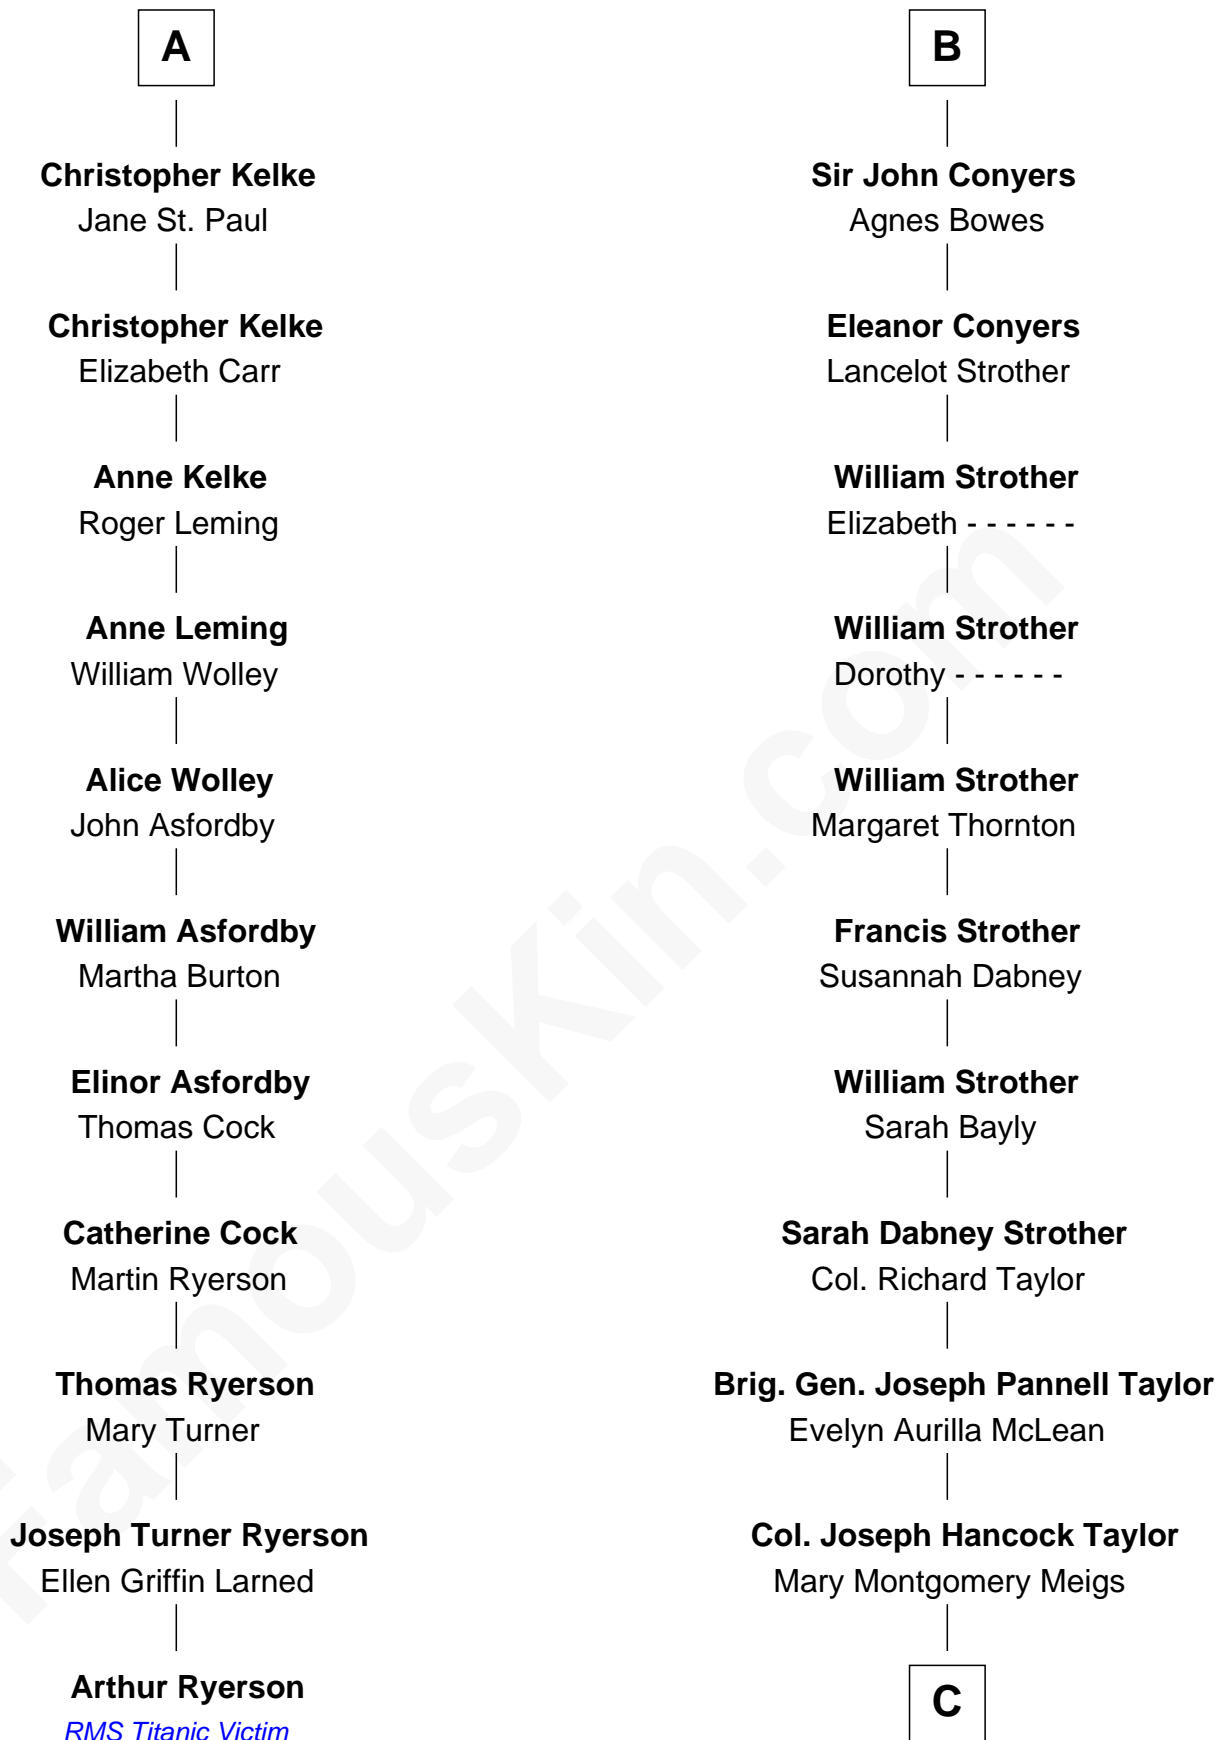 A
Christopher Kelke
Jane St. Paul
Christopher Kelke
Elizabeth Carr
Anne Kelke
Roger Leming
Anne Leming
William Wolley
Alice Wolley
John Asfordby
William Asfordby
Martha Burton
Elinor Asfordby
Thomas Cock
Catherine Cock
Martin Ryerson
Thomas Ryerson
Mary Turner
Joseph Turner Ryerson
Ellen Griffin Larned
Arthur Ryerson
RMS Titanic Victim
B
Sir John Conyers
Agnes Bowes
Eleanor Conyers
Lancelot Strother
William Strother
Elizabeth - - - - - -
William Strother
Dorothy - - - - - -
William Strother
Margaret Thornton
Francis Strother
Susannah Dabney
William Strother
Sarah Bayly
Sarah Dabney Strother
Col. Richard Taylor
Brig. Gen. Joseph Pannell Taylor
Evelyn Aurilla McLean
Col. Joseph Hancock Taylor
Mary Montgomery Meigs
C
FamousKin.com